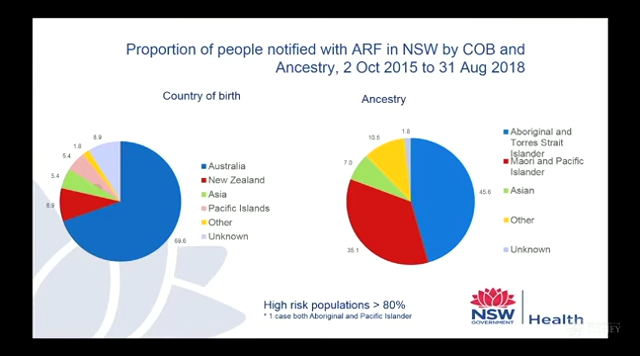 Proportion of people notified with ARF in NSW by COB and
Ancestry, 2 Oct 2015 to 31 Aug 2018
Country of birth
Ancestry
8.9
1.8
5.4
5.4
8.9
69.6
Australia
New Zealand
Asia
Pacific Islands
Other
Unknown
1.8
10.5
7.0
45.6
35.1
Aboriginal and
Torres Strait
Islander
Maori and Pacific
Islander
Asian
Other
Unknown
High risk populations > 80%
* 1 case both Aboriginal and Pacific Islander
NSW
GOVERNMENT
Health